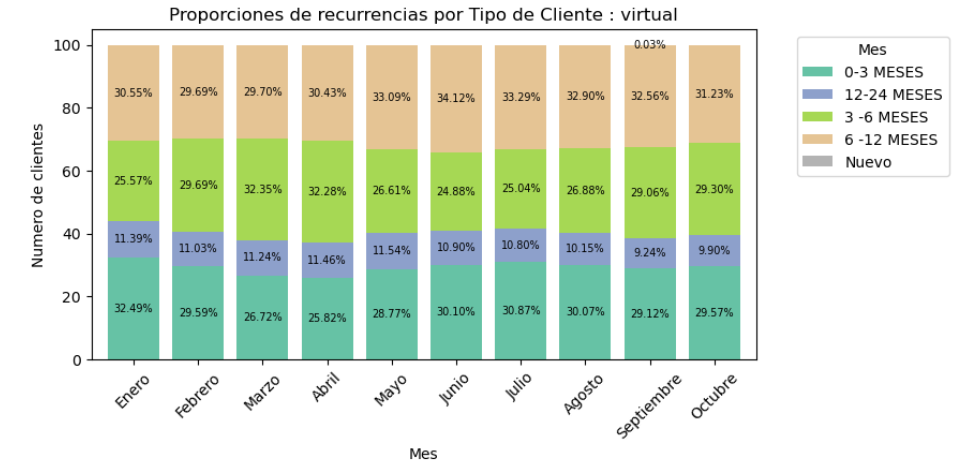 Proporciones de recurrencias por Tipo de Cliente : virtual
Numero de clientes
100
80
60
40
20
0
0.03%
30.55% 29.69% 29.70% 30.43% 33.09% 34.12% 33.29% 32.90% 32.56% 31.23%
25.57% 29.69% 32.35% 32.28% 26.61% 24.88% 25.04% 26.88% 29.06% 29.30%
11.39% 11.03% 11.24% 11.46% 11.54% 10.90% 10.80% 10.15% 9.24% 9.90%
32.49% 29.59% 26.72% 25.82% 28.77% 30.10% 30.87% 30.07% 29.12% 29.57%
Enero Febrero Marzo Abril Mayo Junio Julio Agosto Septiembre Octubre
Mes
Mes
0-3 MESES
12-24 MESES
3 -6 MESES
6 -12 MESES
Nuevo